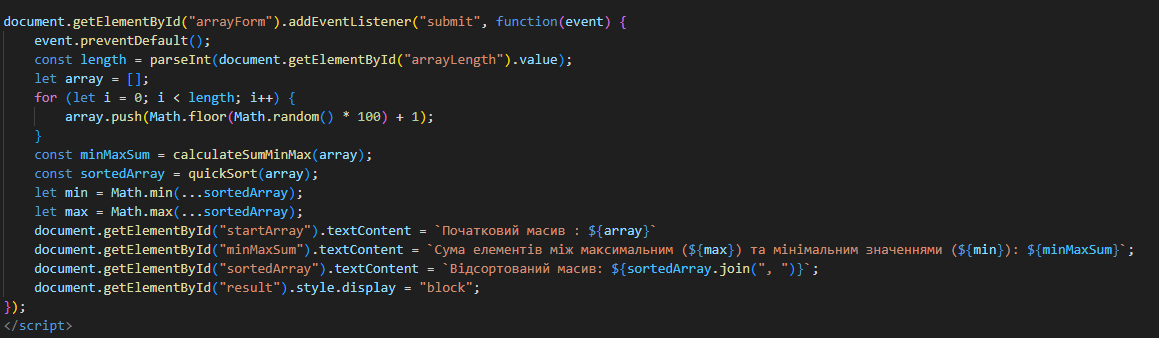 document.getElementById("arrayForm").addEventListener("submit", function(event) {
    event.preventDefault();
    const length = parseInt(document.getElementById("arrayLength").value);
    let array = [];
    for (let i = 0; i < length; i++) {
        array.push(Math.floor(Math.random() * 100) + 1);
    }
    const minMaxSum = calculateSumMinMax(array);
    const sortedArray = quickSort(array);
    let min = Math.min(...sortedArray);
    let max = Math.max(...sortedArray);
    document.getElementById("startArray").textContent = `Початковий масив : ${array}`
    document.getElementById("minMaxSum").textContent = `Сума елементів між максимальним (${max}) та мінімальним значеннями (${min}): ${minMaxSum}`;
    document.getElementById("sortedArray").textContent = `Відсортований масив: ${sortedArray.join(", ")}`;
    document.getElementById("result").style.display = "block";
});
</script>